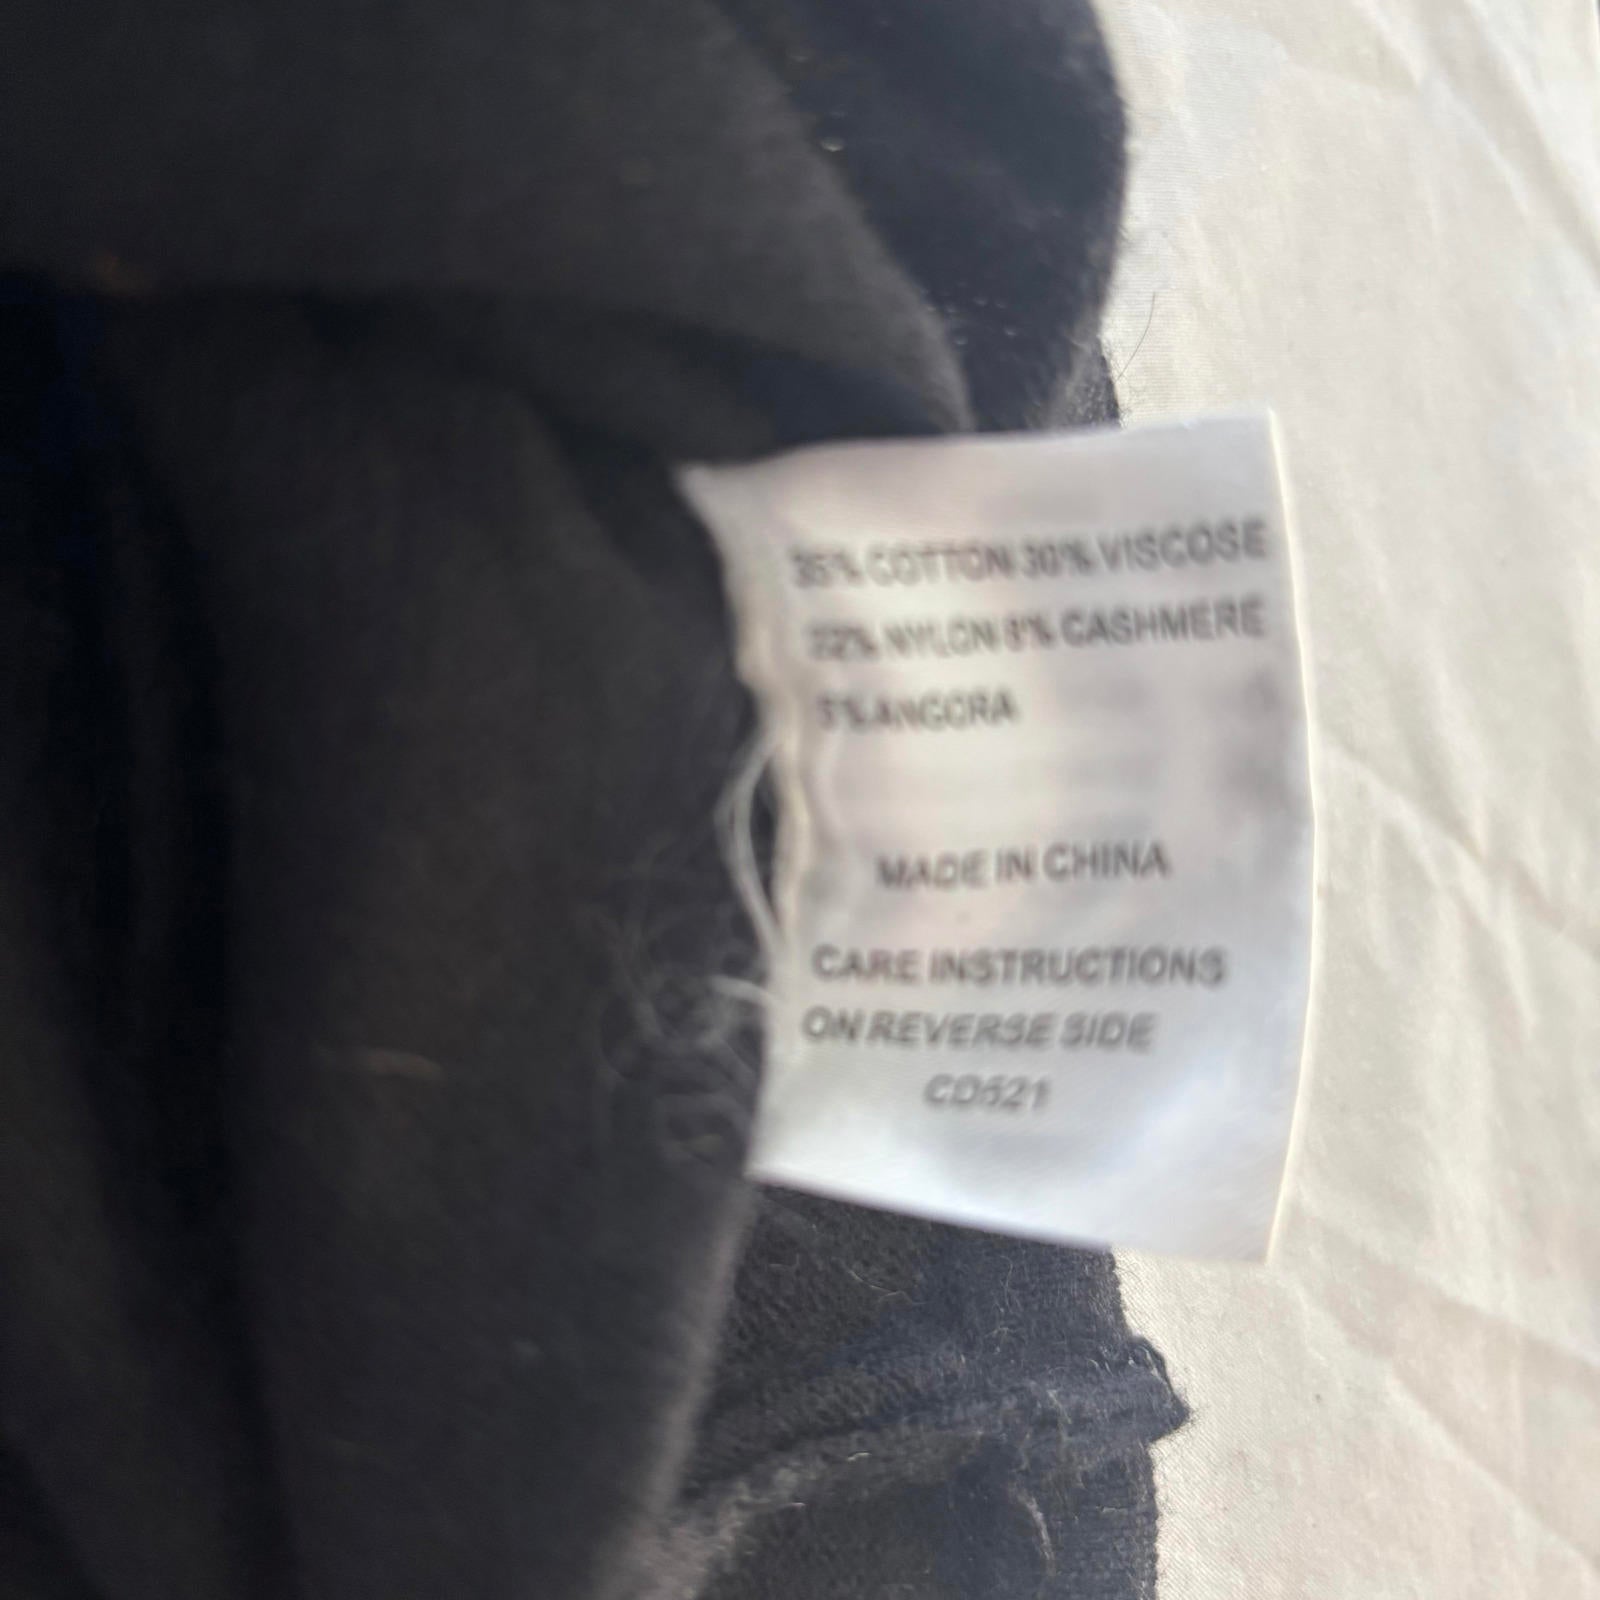 35% COTTON 30% VISCOSE
22% NYLON 8% CASHMERE
5% ANGORA
MADE IN CHINA
CARE INSTRUCTIONS
ON REVERSE SIDE
CD521